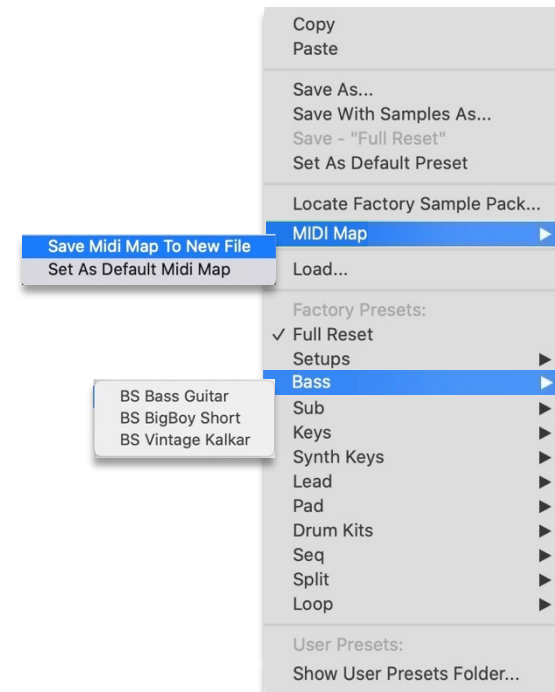 Copy
Paste
Save As...
Save With Samples As...
Save - "Full Reset"
Set As Default Preset
Locate Factory Sample Pack...
MIDI Map
Save Midi Map To New File
Set As Default Midi Map
Load...
Factory Presets:
✓ Full Reset
Setups
Bass
BS Bass Guitar
BS BigBoy Short
BS Vintage Kalkar
Sub
Keys
Synth Keys
Lead
Pad
Drum Kits
Seq
Split
Loop
User Presets:
Show User Presets Folder...